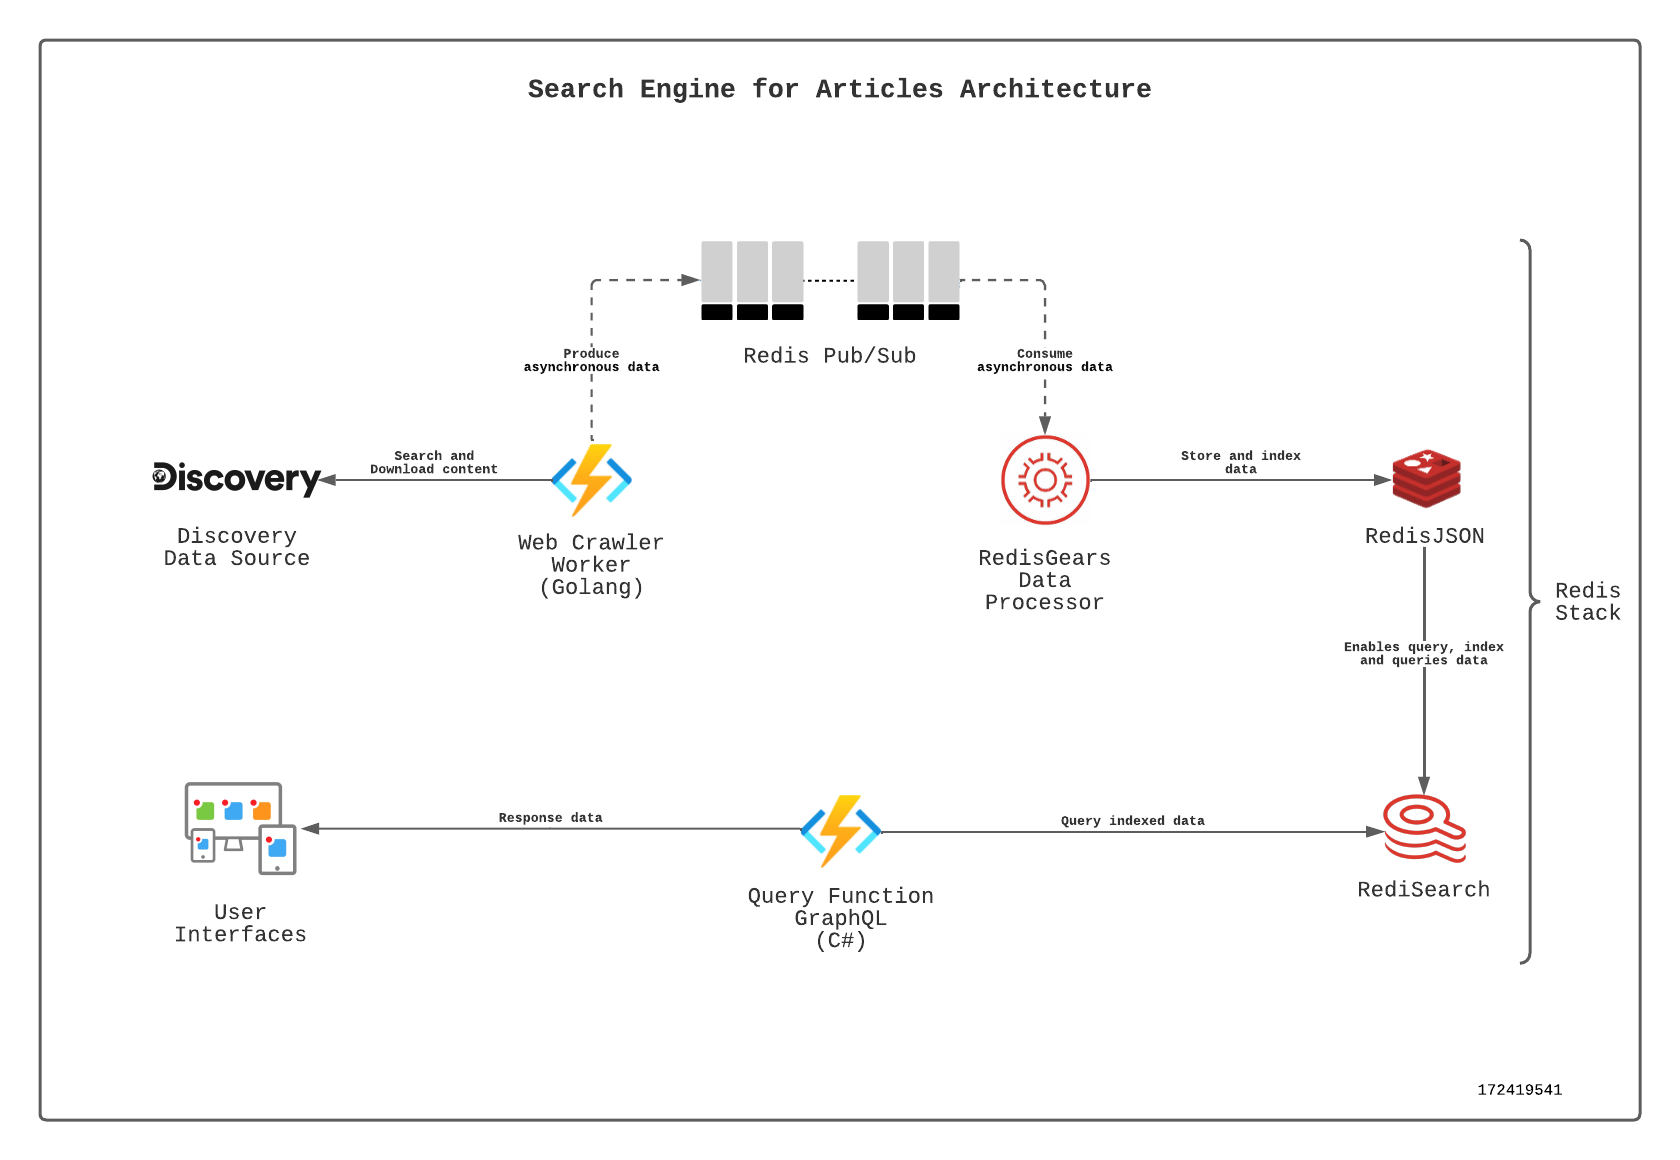 Search Engine for Articles Architecture
Redis Pub/Sub
Produce
asynchronous data
Consume
asynchronous data
Search and
Download content
Store and index
data
Discovery
Discovery
Data Source
Web Crawler
Worker
(Golang)
RedisGears
Data
Processor
RedisJSON
Redis
Stack
Enables query, index
and queries data
Response data
Query indexed data
User
Interfaces
Query Function
GraphQL
(C#)
RediSearch
172419541